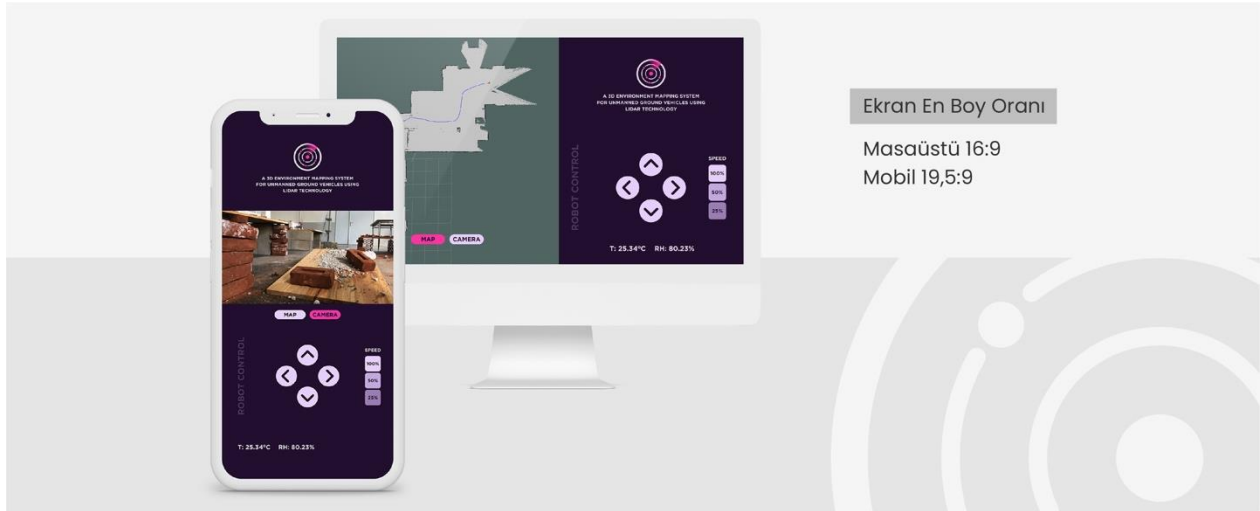 A 3D ENVIRONMENT MAPPING SYSTEM
FOR UNMANNED GROUND VEHICLES USING
LIDAR TECHNOLOGY
MAP
CAMERA
ROBOT CONTROL
SPEED
100%
50%
25%
T: 25.34°C RH: 80.23%
A 3D ENVIRONMENT MAPPING SYSTEM
FOR UNMANNED GROUND VEHICLES USING
LIDAR TECHNOLOGY
MAP
CAMERA
ROBOT CONTROL
SPEED
100%
50%
25%
T: 25.34°C RH: 80.23%
Ekran En Boy Oranı
Masaüstü 16:9
Mobil 19,5:9